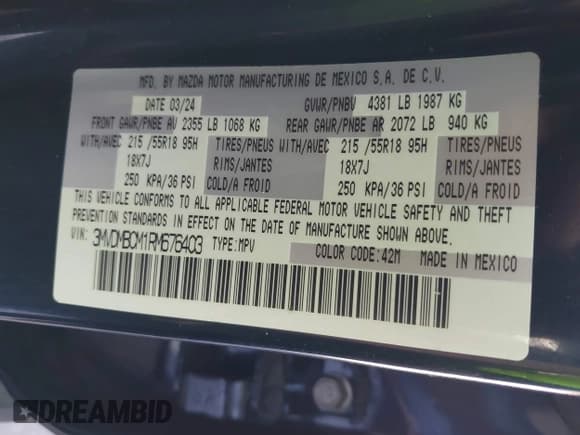 MFD. BY MAZDA MOTOR MANUFACTURING DE MEXICO S.A. DE C.V.
DATE 03/24 GVWR/PNBV 4381 LB 1987 KG
FRONT GAWR/PNBE AV 2355 LB 1068 KG REAR GAWR/PNBE AR 2072 LB 940 KG
WITH/AVEC 215 /55R18 95H TIRES/PNEUS WITH/AVEC 215 /55R18 95H TIRES/PNEUS
18X7J RIMS/JANTES 18X7J RIMS/JANTES
250 KPA/36 PSI COLD/A FROID 250 KPA/36 PSI COLD/A FROID
THIS VEHICLE CONFORMS TO ALL APPLICABLE FEDERAL MOTOR VEHICLE SAFETY AND THEFT
PREVENTION STANDARDS IN EFFECT ON THE DATE OF MANUFACTURE SHOWN ABOVE.
VIN: 3MVDMBCM1RM676403 TYPE:MPV COLOR CODE:42M MADE IN MEXICO
DREAMBID